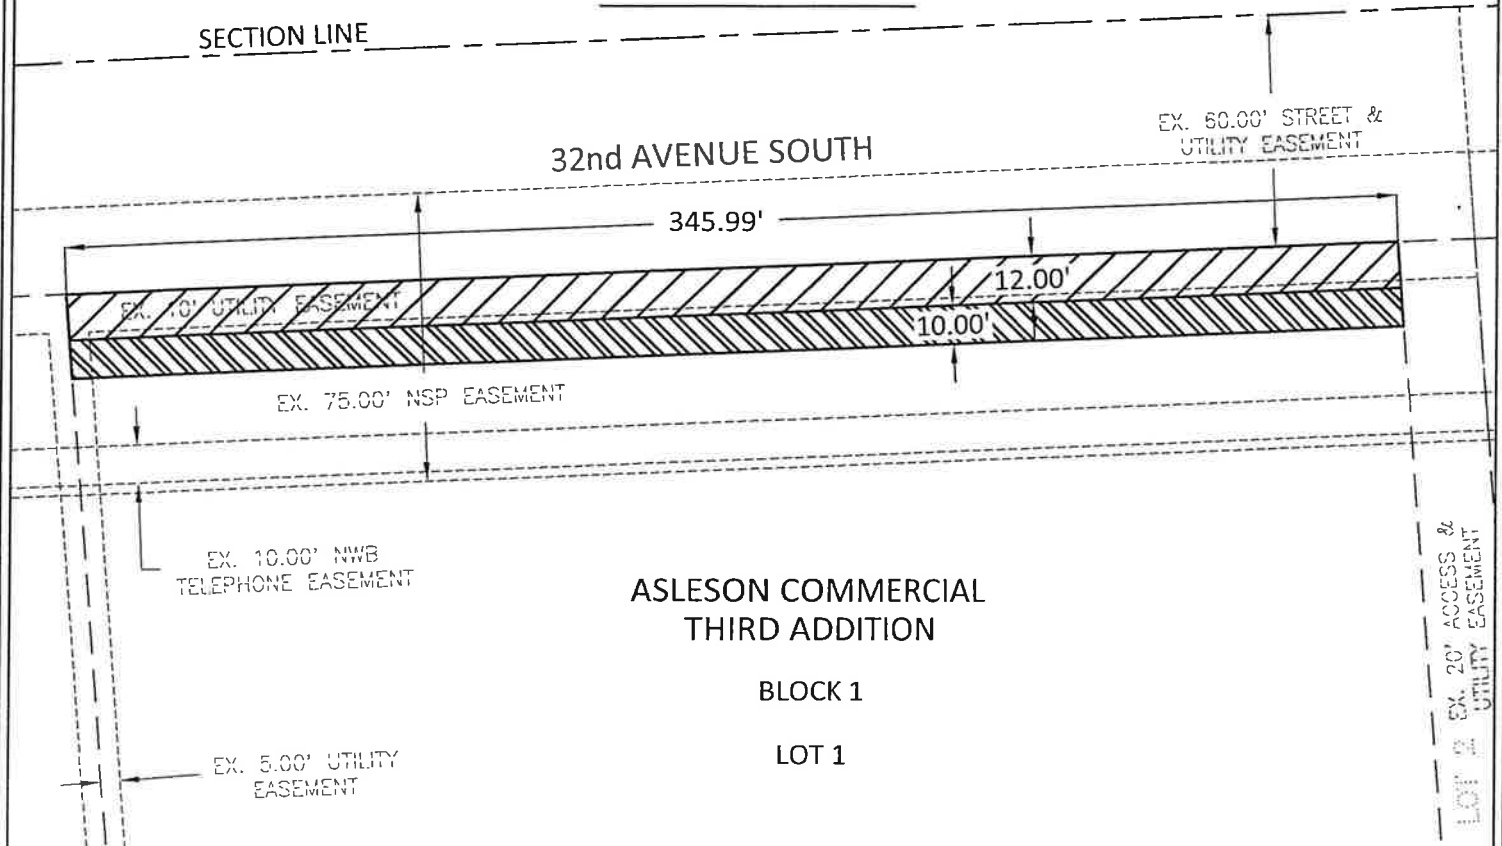 SECTION LINE
EX. 60.00' STREET &
UTILITY EASEMENT
32nd AVENUE SOUTH
345.99'
12.00'
EX. 10' UTILITY EASEMENT
10.00'
EX. 75.00' NSP EASEMENT
EX. 10.00' NWB
TELEPHONE EASEMENT
ASLESON COMMERCIAL
THIRD ADDITION
BLOCK 1
LOT 1
EX. 5.00' UTILITY
EASEMENT
EX. 20' ACCESS &
UTILITY EASEMENT
LOT 2